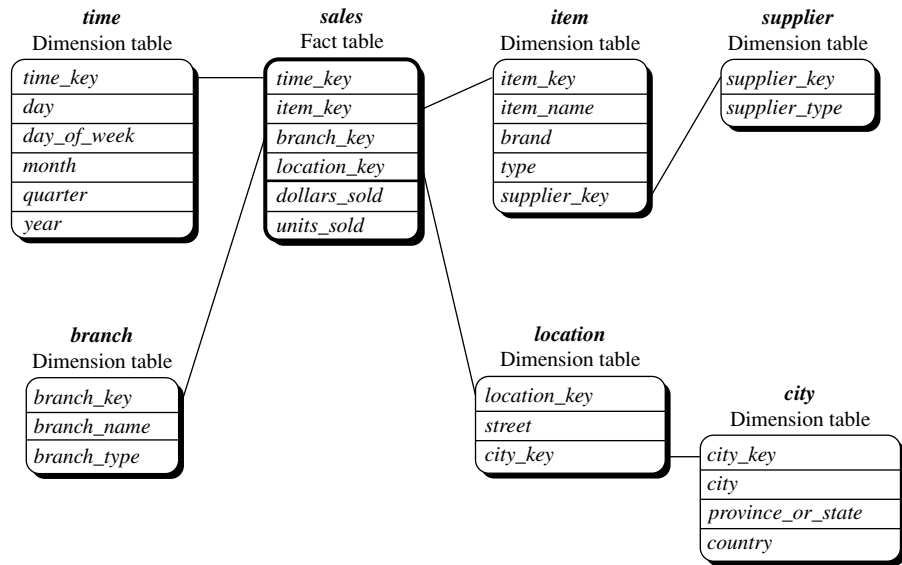 time
Dimension table
time_key
day
day_of_week
month
quarter
year
sales
Fact table
time_key
item_key
branch_key
location_key
dollars_sold
units_sold
item
Dimension table
item_key
item_name
brand
type
supplier_key
supplier
Dimension table
supplier_key
supplier_type
branch
Dimension table
branch_key
branch_name
branch_type
location
Dimension table
location_key
street
city_key
city
Dimension table
city_key
city
province_or_state
country